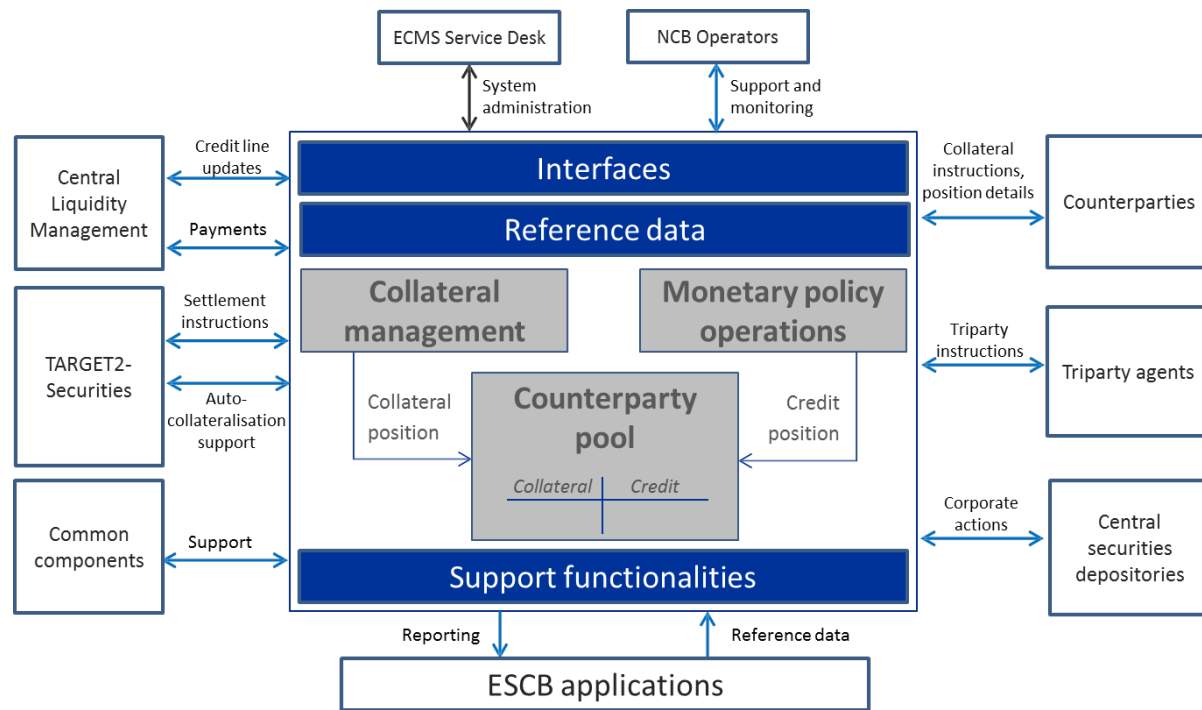 ECMS Service Desk
NCB Operators
System
administration
Support and
monitoring
Central
Liquidity
Management
Credit line
updates
Payments
TARGET2-
Securities
Settlement
instructions
Auto-
collateralisation
support
Common
components
Support
Interfaces
Reference data
Collateral
management
Monetary policy
operations
Collateral
position
Counterparty
pool
Collateral
Credit
Credit
position
Support functionalities
Collateral
instructions,
position details
Counterparties
Triparty
instructions
Triparty agents
Corporate
actions
Central
securities
depositories
Reporting
Reference data
ESCB applications